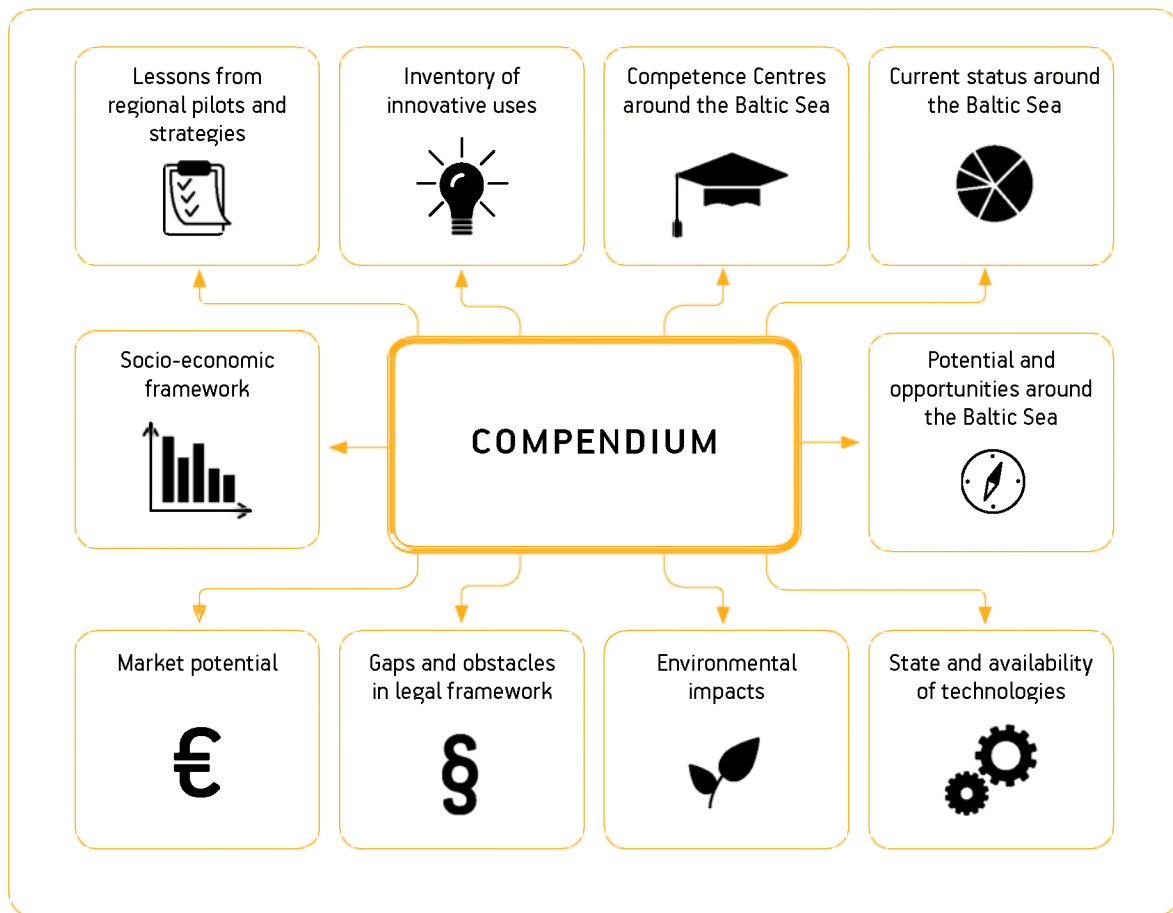 Lessons from
regional pilots and
strategies
Inventory of
innovative uses
Competence Centres
around the Baltic Sea
Current status around
the Baltic Sea
Socio-economic
framework
COMPENDIUM
Potential and
opportunities around
the Baltic Sea
Market potential
€
Gaps and obstacles
in legal framework
§
Environmental
impacts
State and availability
of technologies